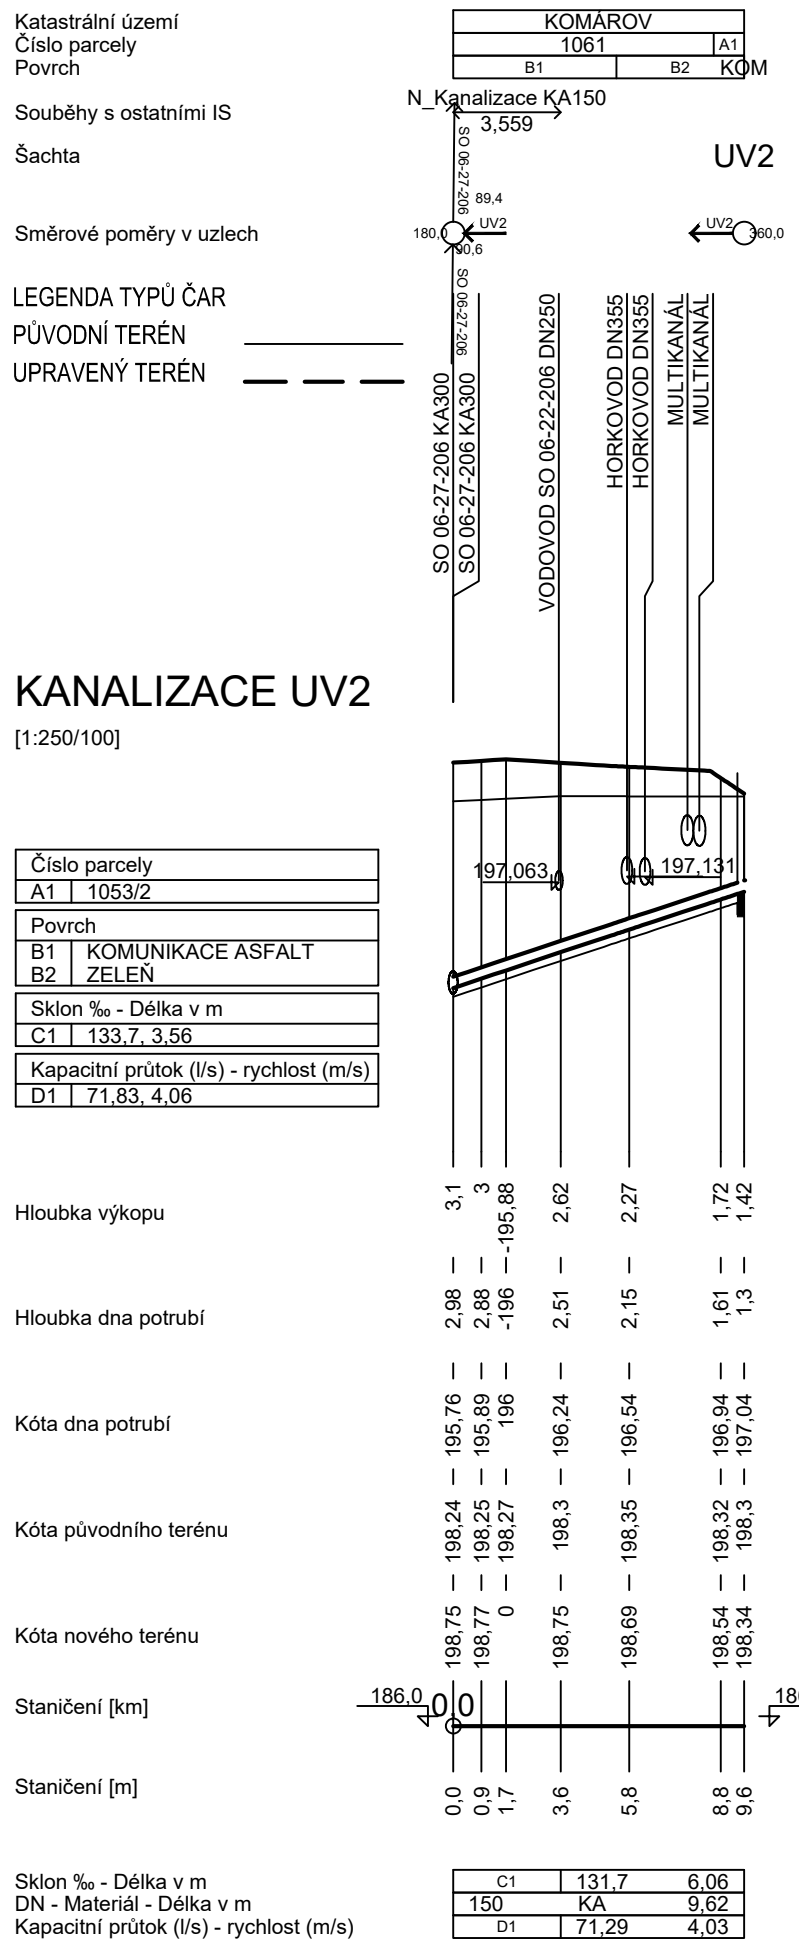 Katastrální území KOMÁROV
Číslo parcely 1061 A1
Povrch B1 B2 KOM
N_Kanalizace KA150
Souběhy s ostatními IS 3,559
Šachta UV2
SO 06-27-206
89,4
Směrové poměry v uzlech 180,0 UV2 UV2 360,0
90,6
SO 06-27-206
LEGENDA TYPŮ ČAR
PŮVODNÍ TERÉN
UPRAVENÝ TERÉN
SO 06-27-206 KA300
SO 06-27-206 KA300
VODOVOD SO 06-22-206 DN250
HORKOVOD DN355
HORKOVOD DN355
MULTIKANÁL
MULTIKANÁL
KANALIZACE UV2
[1:250/100]
197,063 197,131
Číslo parcely
A1 1053/2
Povrch
B1 KOMUNIKACE ASFALT
B2 ZELEŇ
Sklon ‰ - Délka v m
C1 133,7, 3,56
Kapacitní průtok (l/s) - rychlost (m/s)
D1 71,83, 4,06
Hloubka výkopu 3,1 3 -195,88 2,62 2,27 1,72 1,42
Hloubka dna potrubí 2,98 2,88 -196 2,51 2,15 1,61 1,3
Kóta dna potrubí 195,76 195,89 196 196,24 196,54 196,94 197,04
Kóta původního terénu 198,24 198,25 198,27 198,3 198,35 198,32 198,3
Kóta nového terénu 198,75 198,77 0 198,75 198,69 198,54 198,34
Staničení [km] 186,0 0,0 186
Staničení [m] 0,0 0,9 1,7 3,6 5,8 8,8 9,6
Sklon ‰ - Délka v m C1 131,7 6,06
DN - Materiál - Délka v m 150 KA 9,62
Kapacitní průtok (l/s) - rychlost (m/s) D1 71,29 4,03